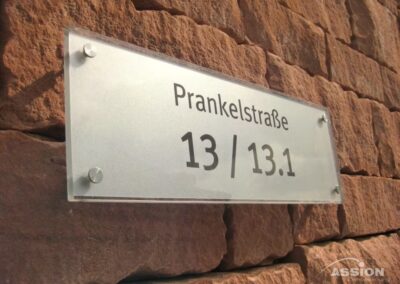 Prankelstraße
13 / 13.1
ASSION